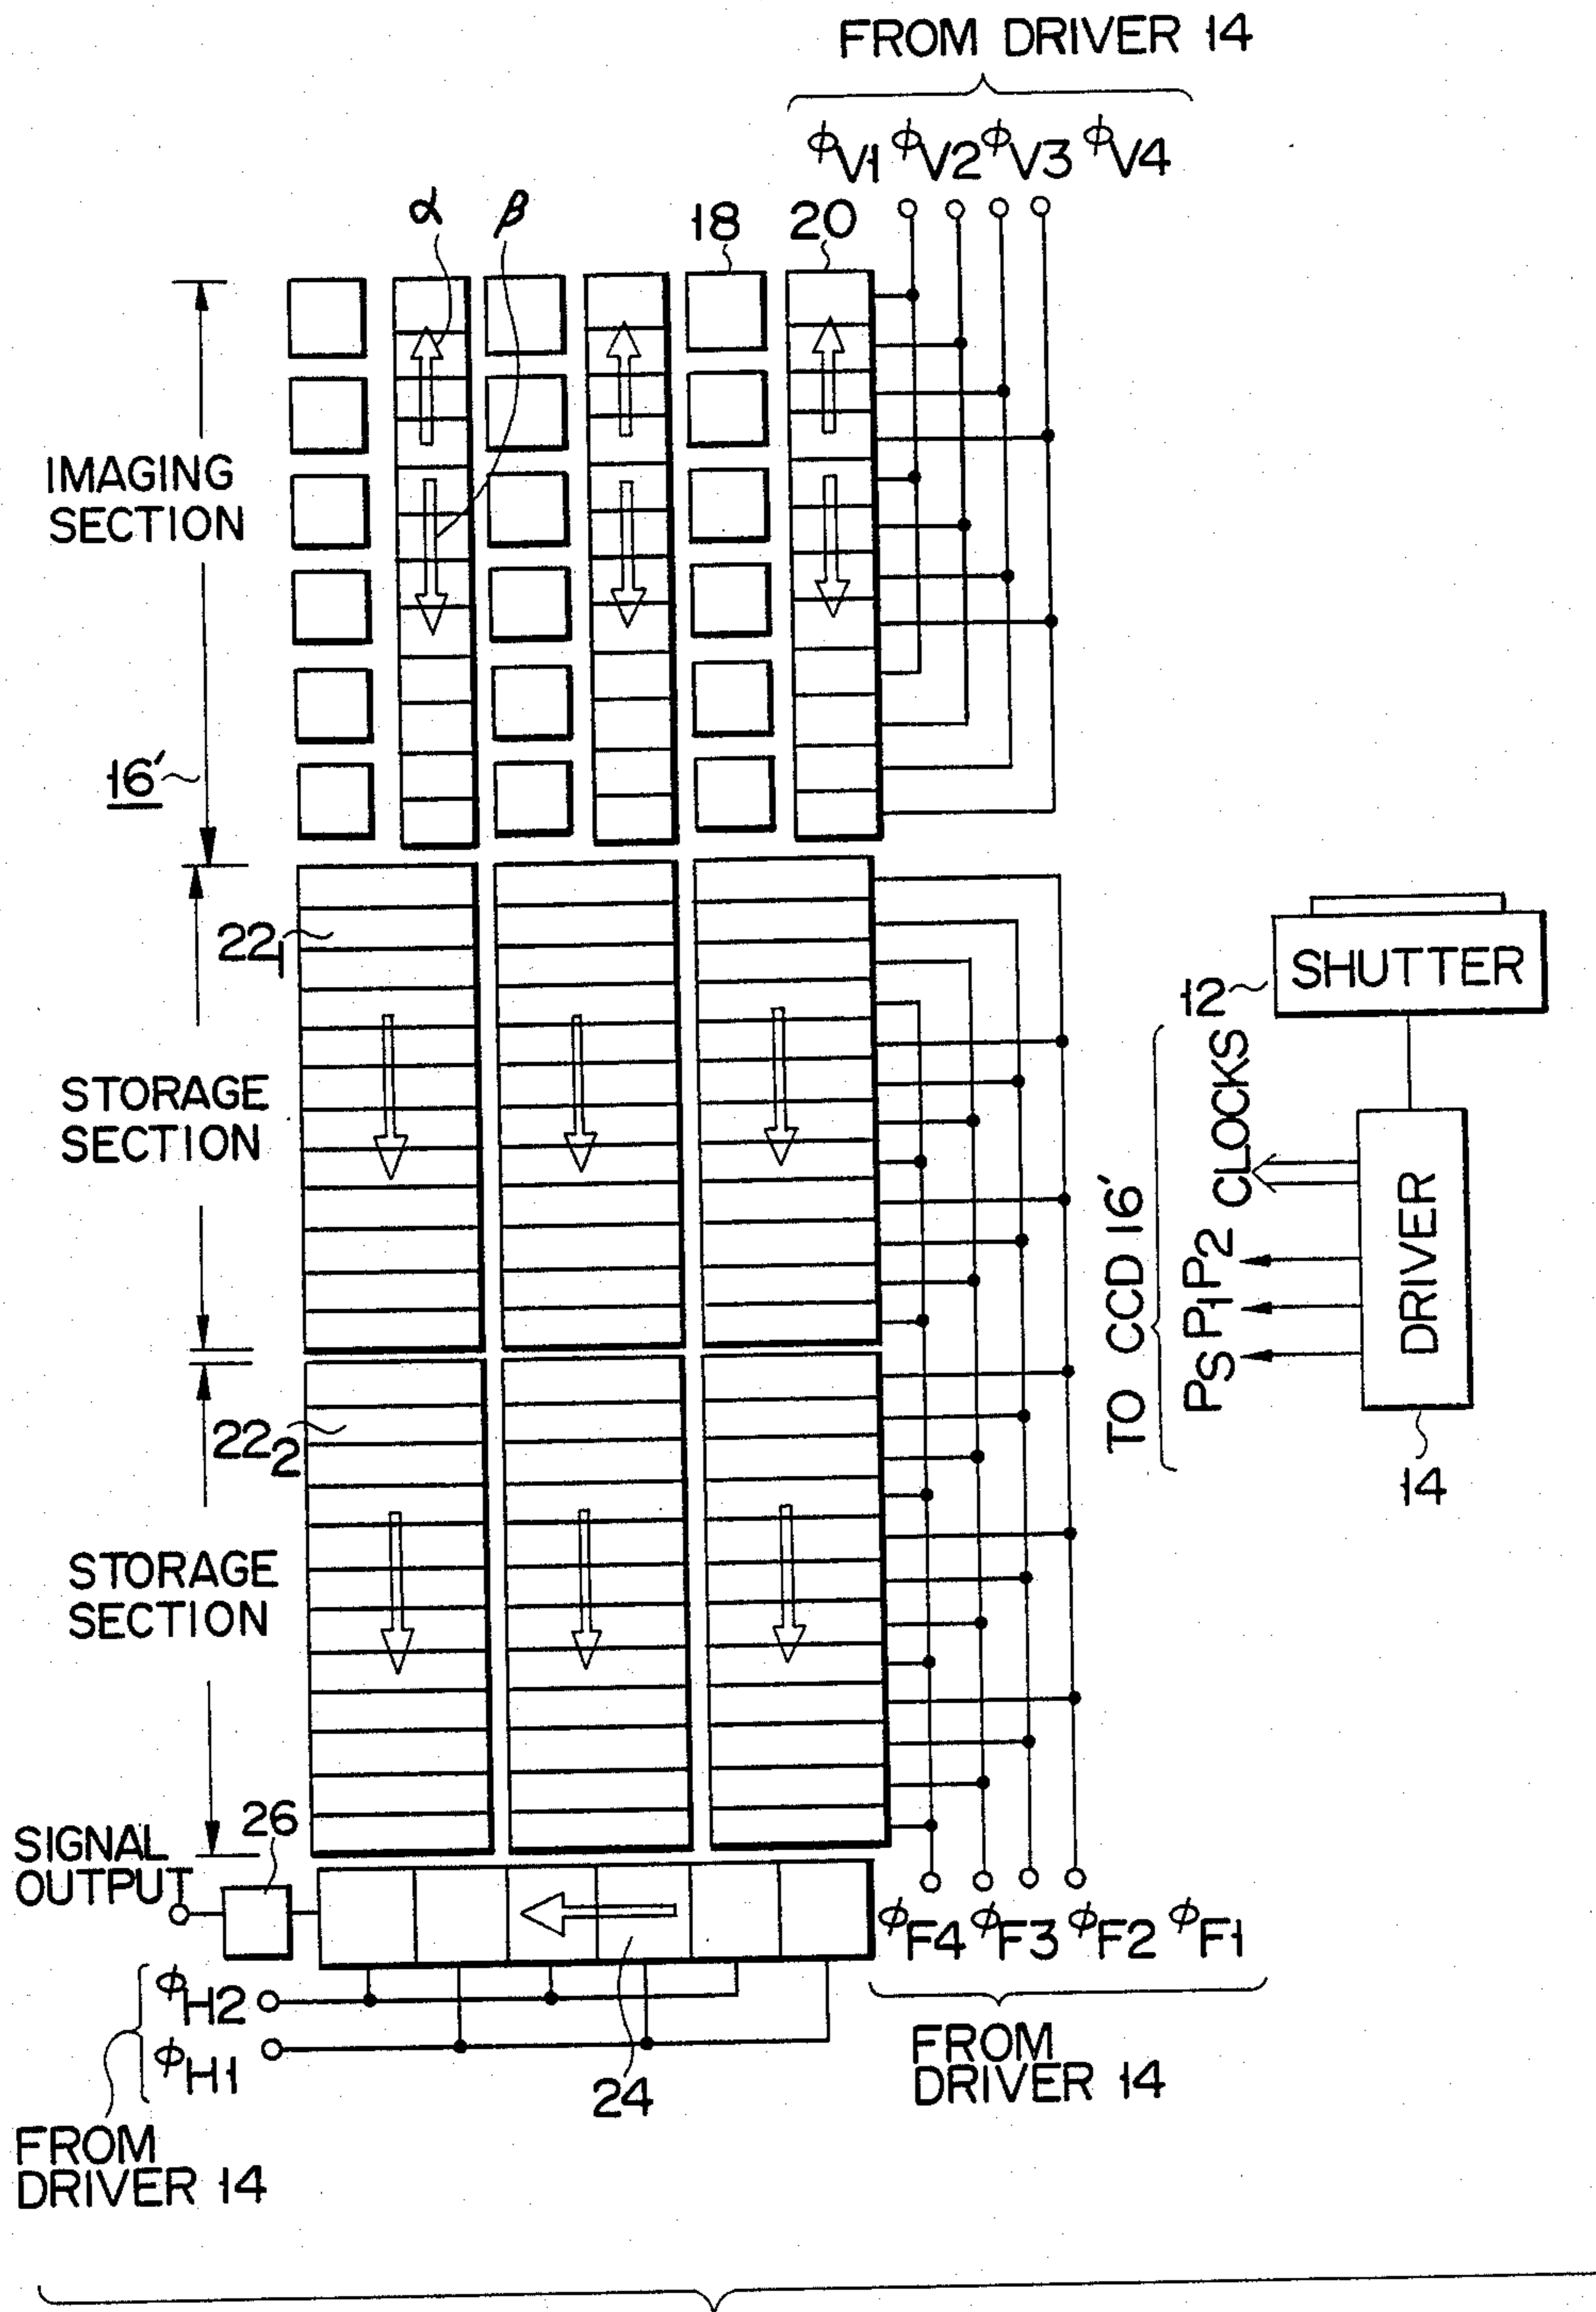 FROM DRIVER 14
ϕV1 ϕV2 ϕV3 ϕV4
α β 18 20
IMAGING
SECTION
16'
22₁
STORAGE
SECTION
22₂
STORAGE
SECTION
26
SIGNAL
OUTPUT
ϕF4 ϕF3 ϕF2 ϕF1
FROM
DRIVER 14
ϕH2
ϕH1
24
FROM
DRIVER 14
SHUTTER
12
CLOCKS
P2
P1
PS
TO CCD 16'
DRIVER
14